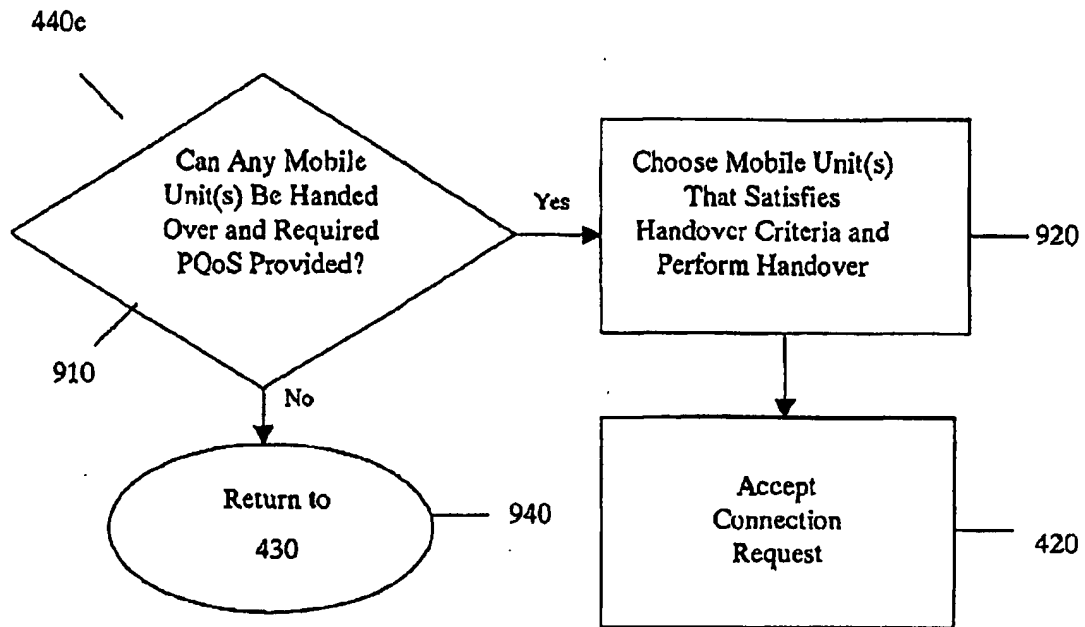 440e
Can Any Mobile
Unit(s) Be Handed
Over and Required
PQoS Provided?
Yes
Choose Mobile Unit(s)
That Satisfies
Handover Criteria and
Perform Handover
920
910
No
Return to
430
940
Accept
Connection
Request
420